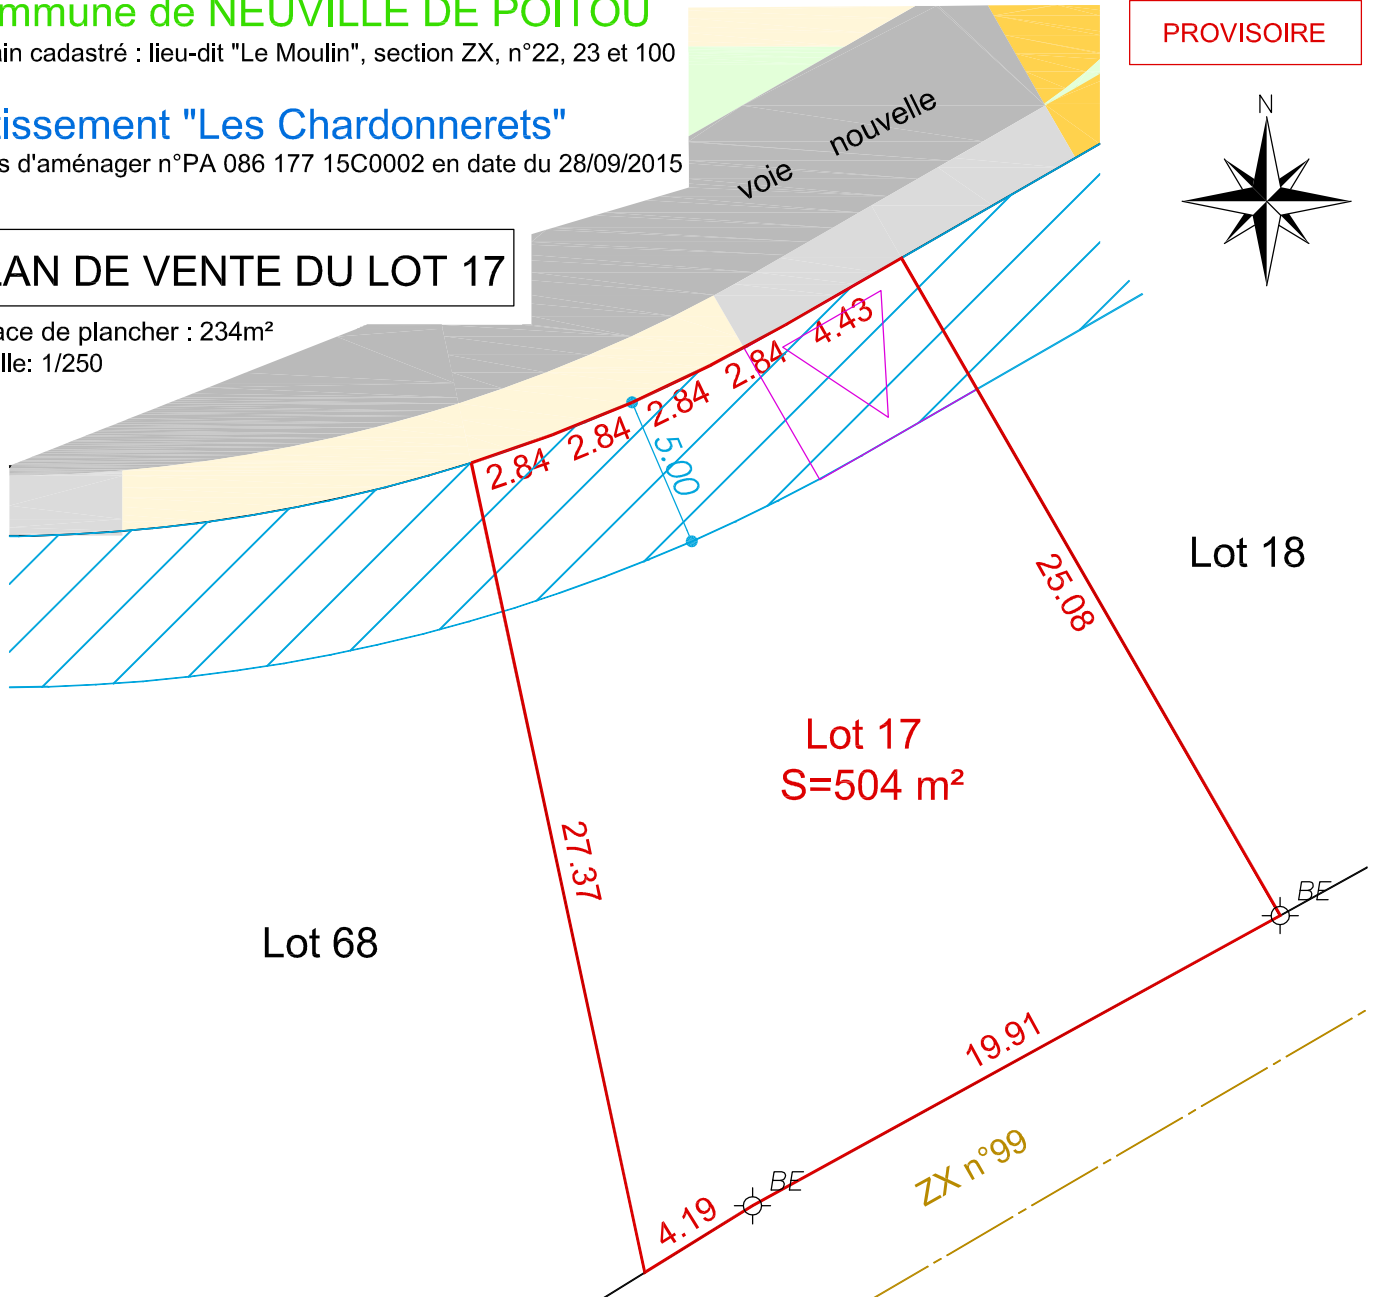 mmune de NEUVILLE DE POITOU
in cadastré : lieu-dit "Le Moulin", section ZX, n°22, 23 et 100
tissement "Les Chardonnerets"
s d'aménager n°PA 086 177 15C0002 en date du 28/09/2015
LAN DE VENTE DU LOT 17
ace de plancher : 234m²
lle: 1/250
PROVISOIRE
N
voie nouvelle
4.43
2.84
2.84
2.84
2.84
5.00
Lot 18
25.08
Lot 17
S=504 m²
27.37
BE
Lot 68
19.91
ZX n°99
BE
4.19